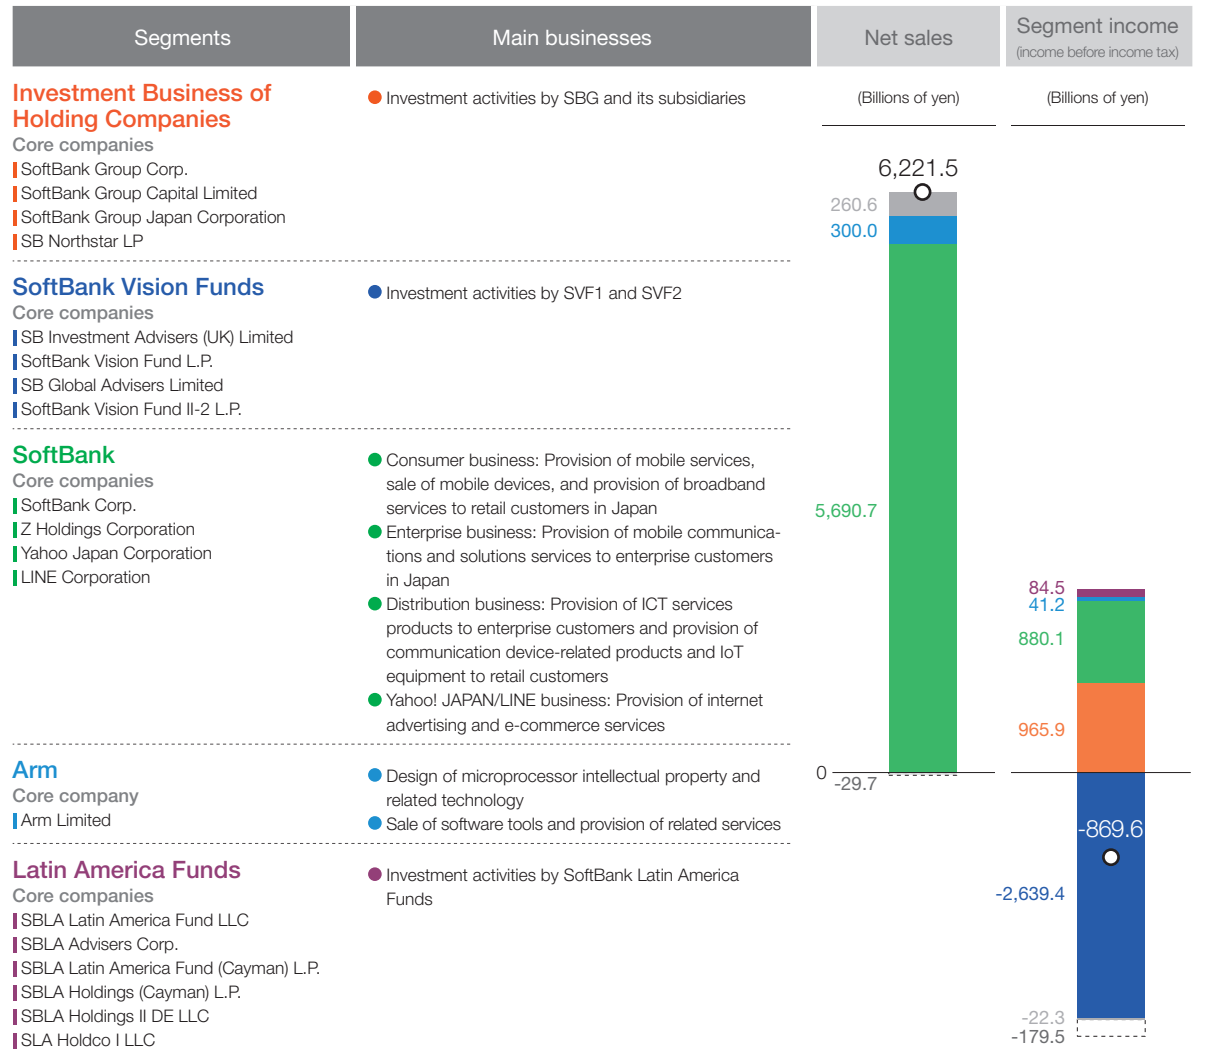 Segments
Main businesses
Net sales
Segment income
(income before income tax)
Investment Business of
Holding Companies
Core companies
SoftBank Group Corp.
SoftBank Group Capital Limited
SoftBank Group Japan Corporation
SB Northstar LP
Investment activities by SBG and its subsidiaries
SoftBank Vision Funds
Core companies
SB Investment Advisers (UK) Limited
SoftBank Vision Fund L.P.
SB Global Advisers Limited
SoftBank Vision Fund II-2 L.P.
Investment activities by SVF1 and SVF2
SoftBank
Core companies
SoftBank Corp.
Z Holdings Corporation
Yahoo Japan Corporation
LINE Corporation
Consumer business: Provision of mobile services,
sale of mobile devices, and provision of broadband
services to retail customers in Japan
Enterprise business: Provision of mobile communica-
tions and solutions services to enterprise customers
in Japan
Distribution business: Provision of ICT services
products to enterprise customers and provision of
communication device-related products and IoT
equipment to retail customers
Yahoo! JAPAN/LINE business: Provision of internet
advertising and e-commerce services
Arm
Core company
Arm Limited
Design of microprocessor intellectual property and
related technology
Sale of software tools and provision of related services
Latin America Funds
Core companies
SBLA Latin America Fund LLC
SBLA Advisers Corp.
SBLA Latin America Fund (Cayman) L.P.
SBLA Holdings (Cayman) L.P.
SBLA Holdings II DE LLC
SLA Holdco I LLC
Investment activities by SoftBank Latin America
Funds
(Billions of yen)
6,221.5
260.6
300.0
5,690.7
0
-29.7
(Billions of yen)
84.5
41.2
880.1
965.9
-869.6
-2,639.4
-22.3
-179.5